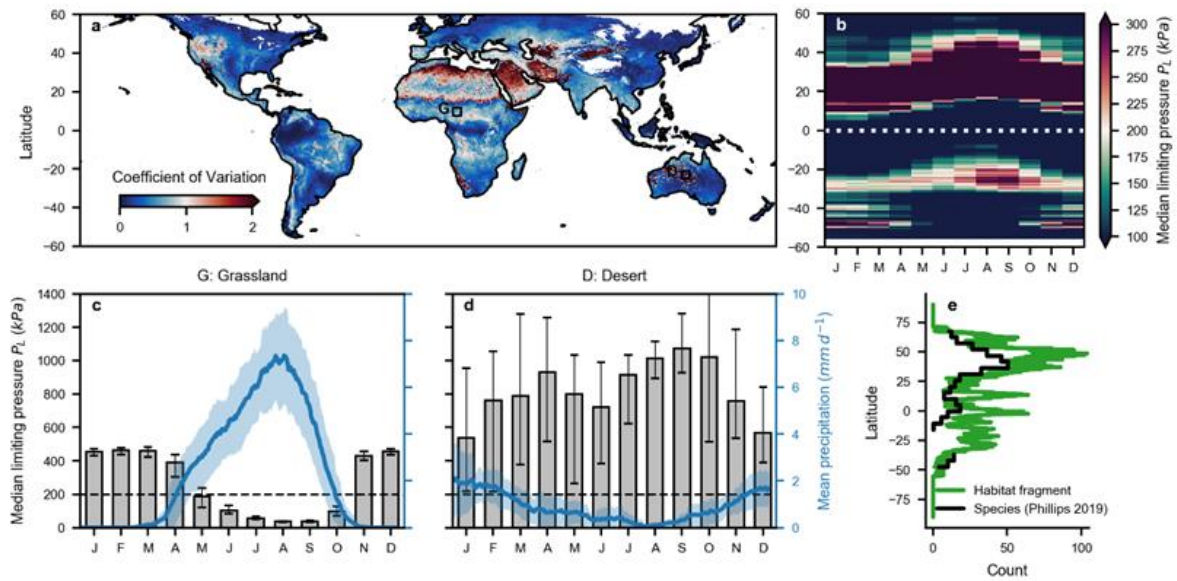 a
Latitude
60
40
20
0
−20
−40
−60
G
Coefficient of Variation
0 1 2
b
60
40
20
0
−20
−40
−60
J F M A M J J A S O N D
300
275
250
225
200
175
150
125
100
Median limiting pressure P_L (kPa)
G: Grassland
c
Median limiting pressure P_L (kPa)
1400
1200
1000
800
600
400
200
0
J F M A M J J A S O N D
D: Desert
d
J F M A M J J A S O N D
10
8
6
4
2
0
Mean precipitation (mm d⁻¹)
e
Latitude
75
50
25
0
−25
−50
−75
Habitat fragment
Species (Phillips 2019)
0 50 100
Count